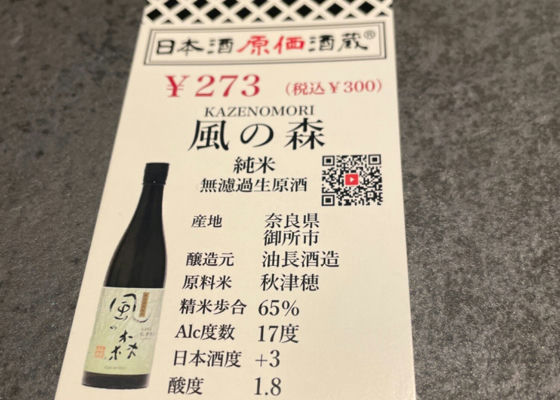 日本酒原価酒蔵®
¥273 (税込¥300)
KAZENOMORI
風の森
純米
無濾過生原酒
産地 奈良県
御所市
醸造元 油長酒造
原料米 秋津穂
精米歩合 65%
Alc度数 17度
日本酒度 +3
酸度 1.8
風の森